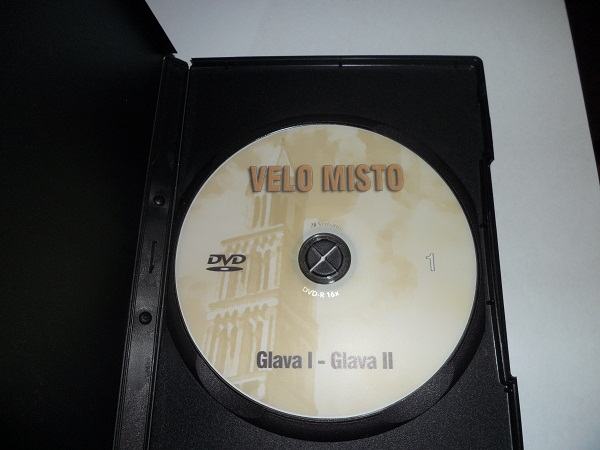 VELO MISTO
DVD
1
DVD-R 16x
Glava I - Glava II